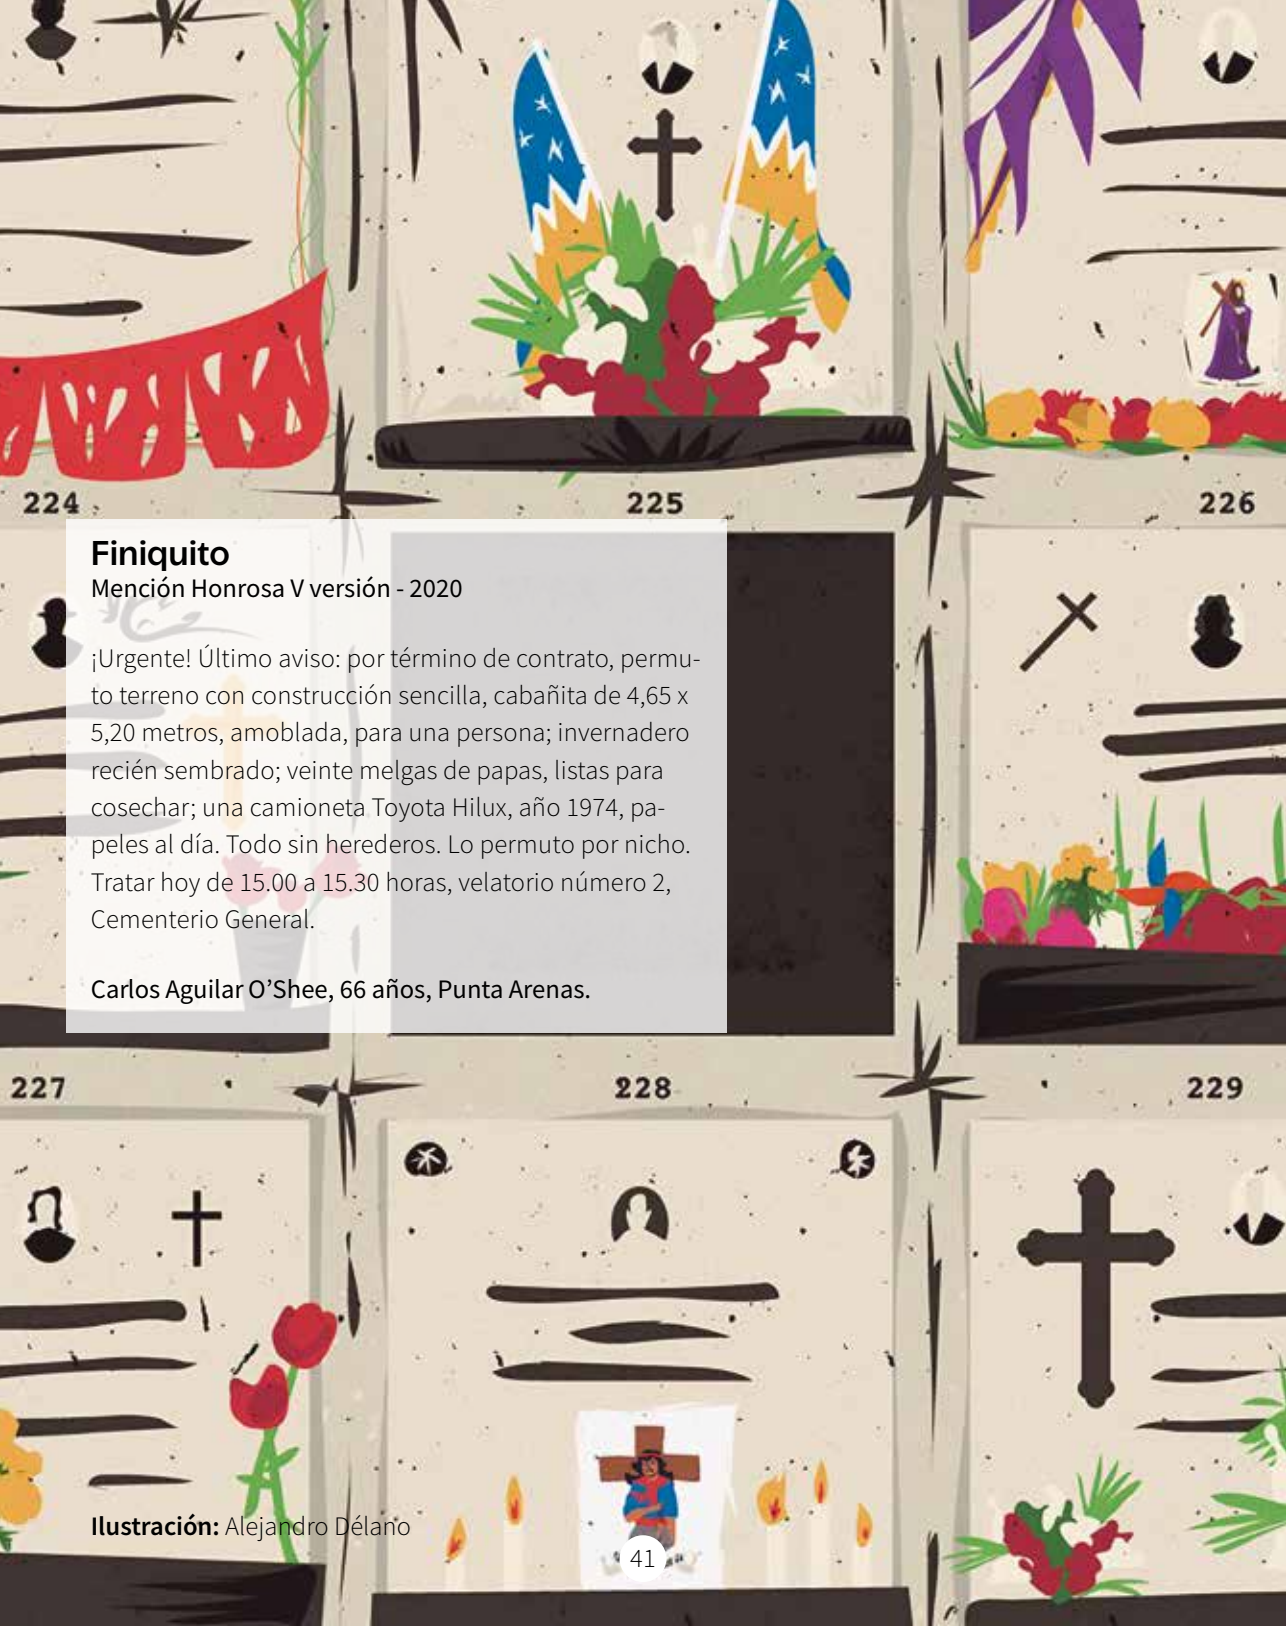 224
225
226
Finiquito
Mención Honrosa V versión - 2020
¡Urgente! Último aviso: por término de contrato, permu-
to terreno con construcción sencilla, cabañita de 4,65 x
5,20 metros, amoblada, para una persona; invernadero
recién sembrado; veinte melgas de papas, listas para
cosechar; una camioneta Toyota Hilux, año 1974, pa-
peles al día. Todo sin herederos. Lo permuto por nicho.
Tratar hoy de 15.00 a 15.30 horas, velatorio número 2,
Cementerio General.
Carlos Aguilar O’Shee, 66 años, Punta Arenas.
227
228
229
Ilustración: Alejandro Délano
41